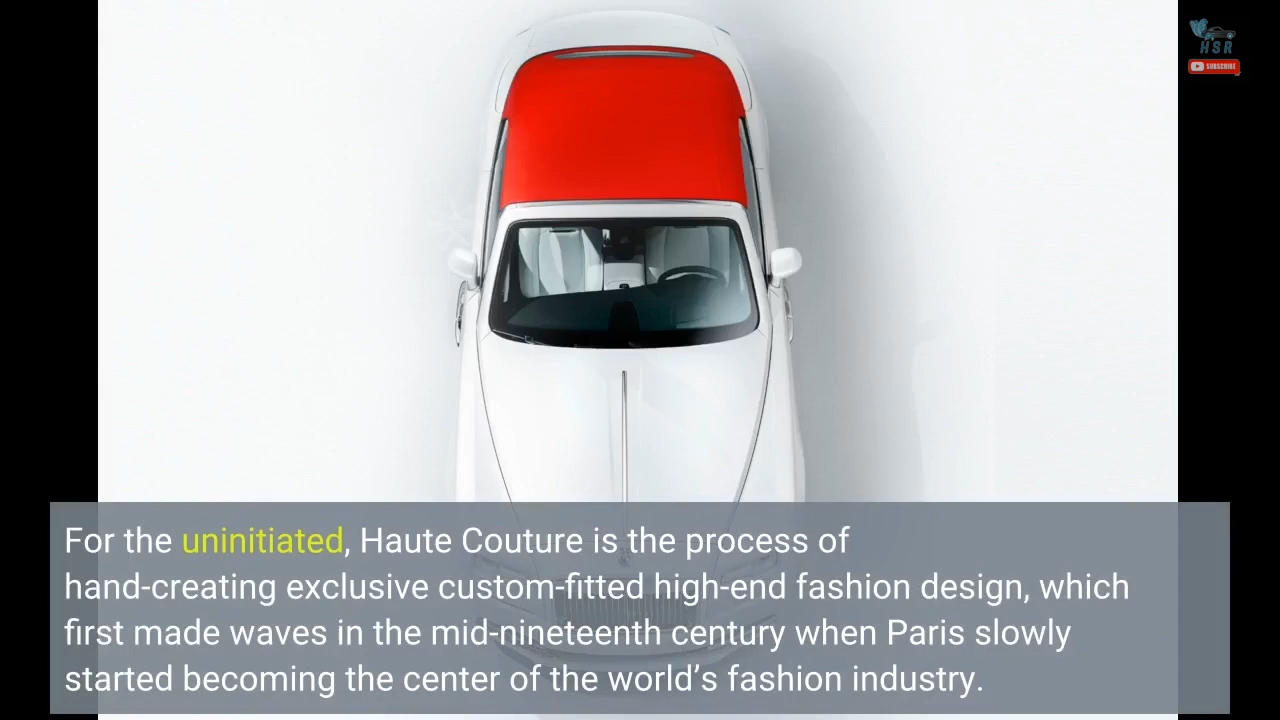 HSR
SUBSCRIBE
For the uninitiated, Haute Couture is the process of
hand-creating exclusive custom-fitted high-end fashion design, which
first made waves in the mid-nineteenth century when Paris slowly
started becoming the center of the world’s fashion industry.